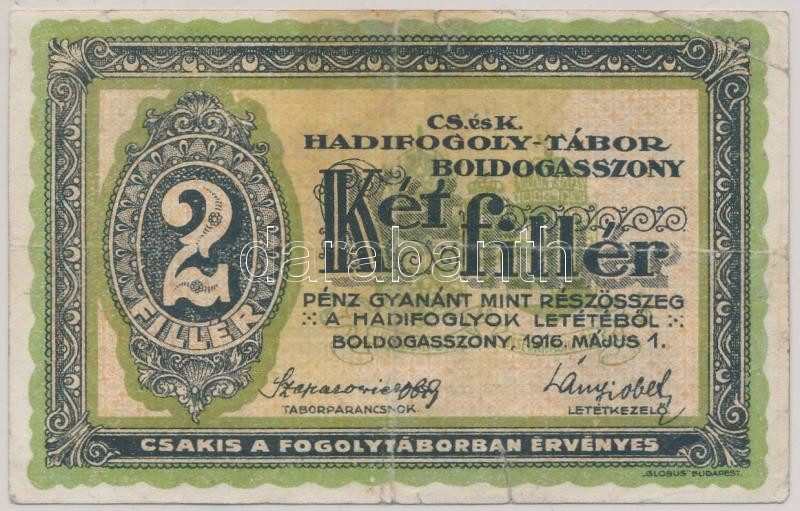 CS. és K.
HADIFOGOLY-TÁBOR
BOLDOGASSZONY
2
FILLÉR
Két fillér
PÉNZ GYANÁNT MINT RÉSZÖSSZEG
A HADIFOGLYOK LETÉTÉBŐL
BOLDOGASSZONY, 1916. MÁJUS 1.
TÁBORPARANCSNOK.
LETÉTKEZELŐ
CSAKIS A FOGOLYTÁBORBAN ÉRVÉNYES
„GLOBUS" BUDAPEST.
darabanth